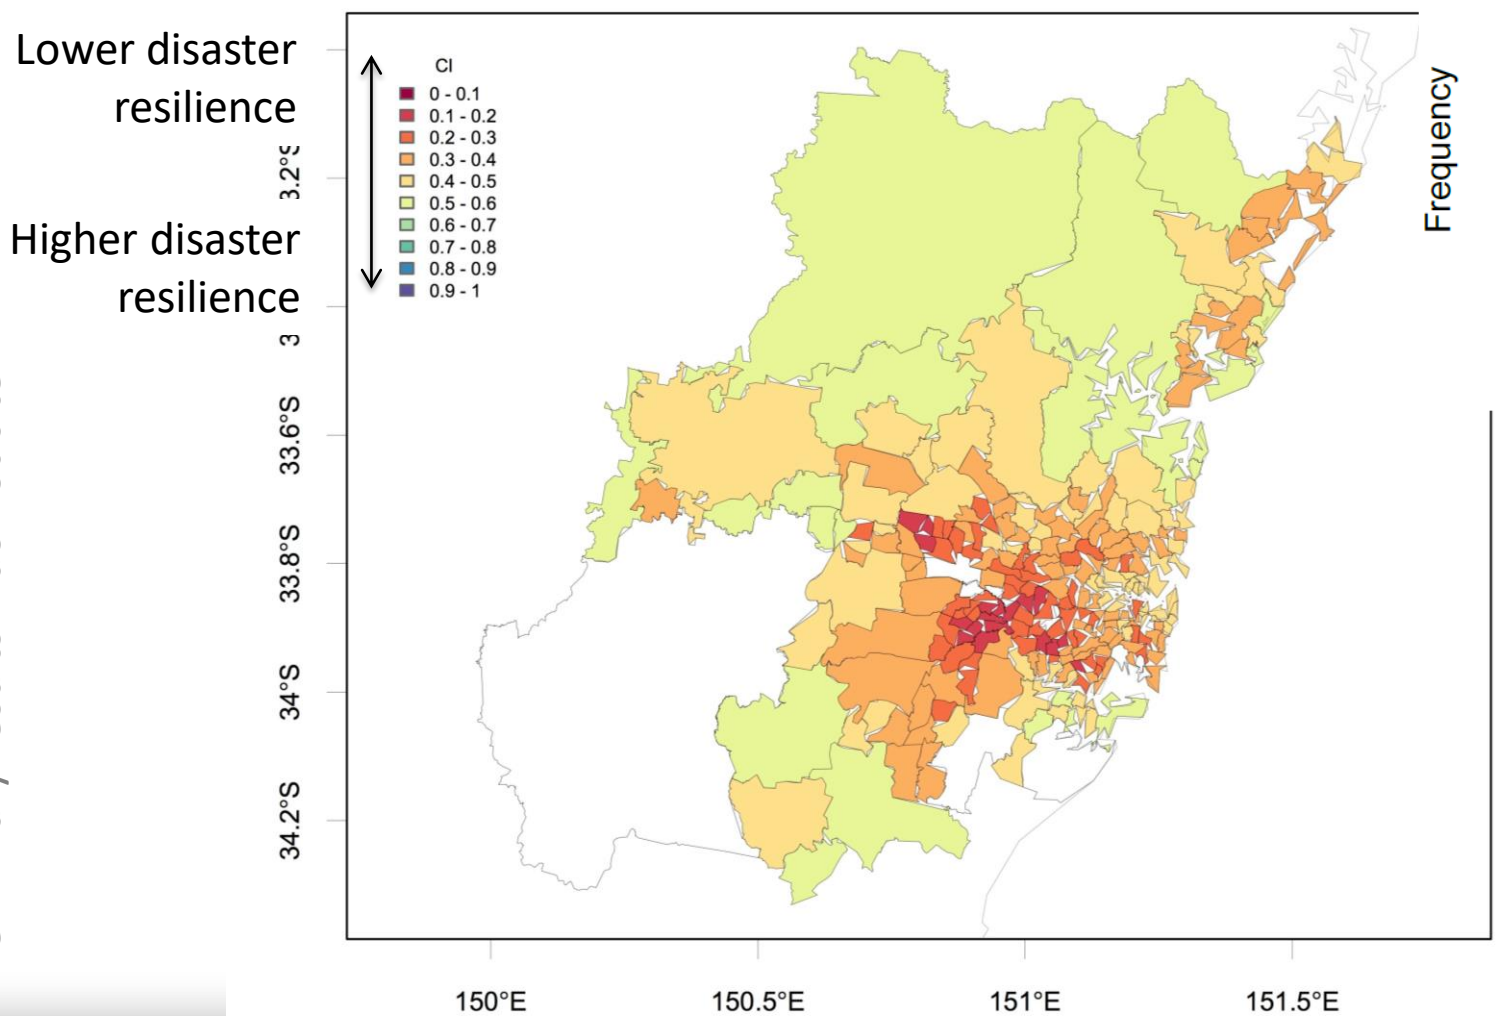 Lower disaster
resilience
Higher disaster
resilience
CI
0 - 0.1
0.1 - 0.2
0.2 - 0.3
0.3 - 0.4
0.4 - 0.5
0.5 - 0.6
0.6 - 0.7
0.7 - 0.8
0.8 - 0.9
0.9 - 1
Frequency
3.2°S
3
33.6°S
33.8°S
34°S
34.2°S
150°E
150.5°E
151°E
151.5°E